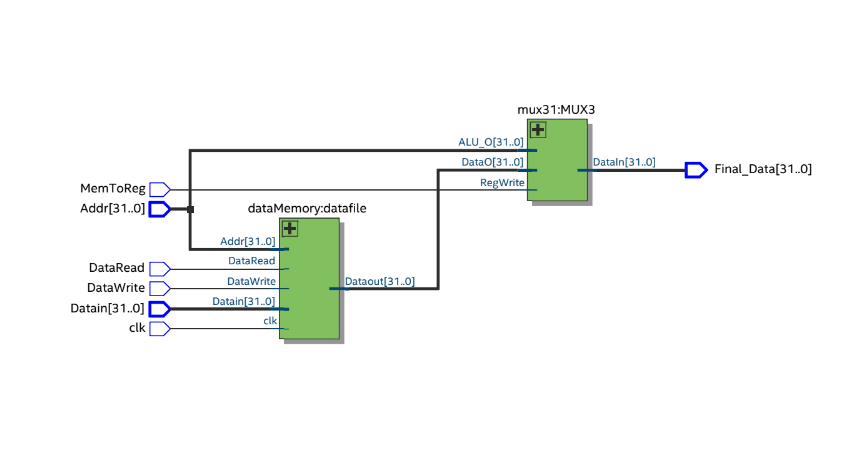 mux31:MUX3
ALU_O[31..0]
DataO[31..0]
DataIn[31..0]
Final_Data[31..0]
RegWrite
MemToReg
Addr[31..0]
dataMemory:datafile
Addr[31..0]
DataRead
DataRead
DataWrite
DataWrite
Dataout[31..0]
Datain[31..0]
Datain[31..0]
clk
clk